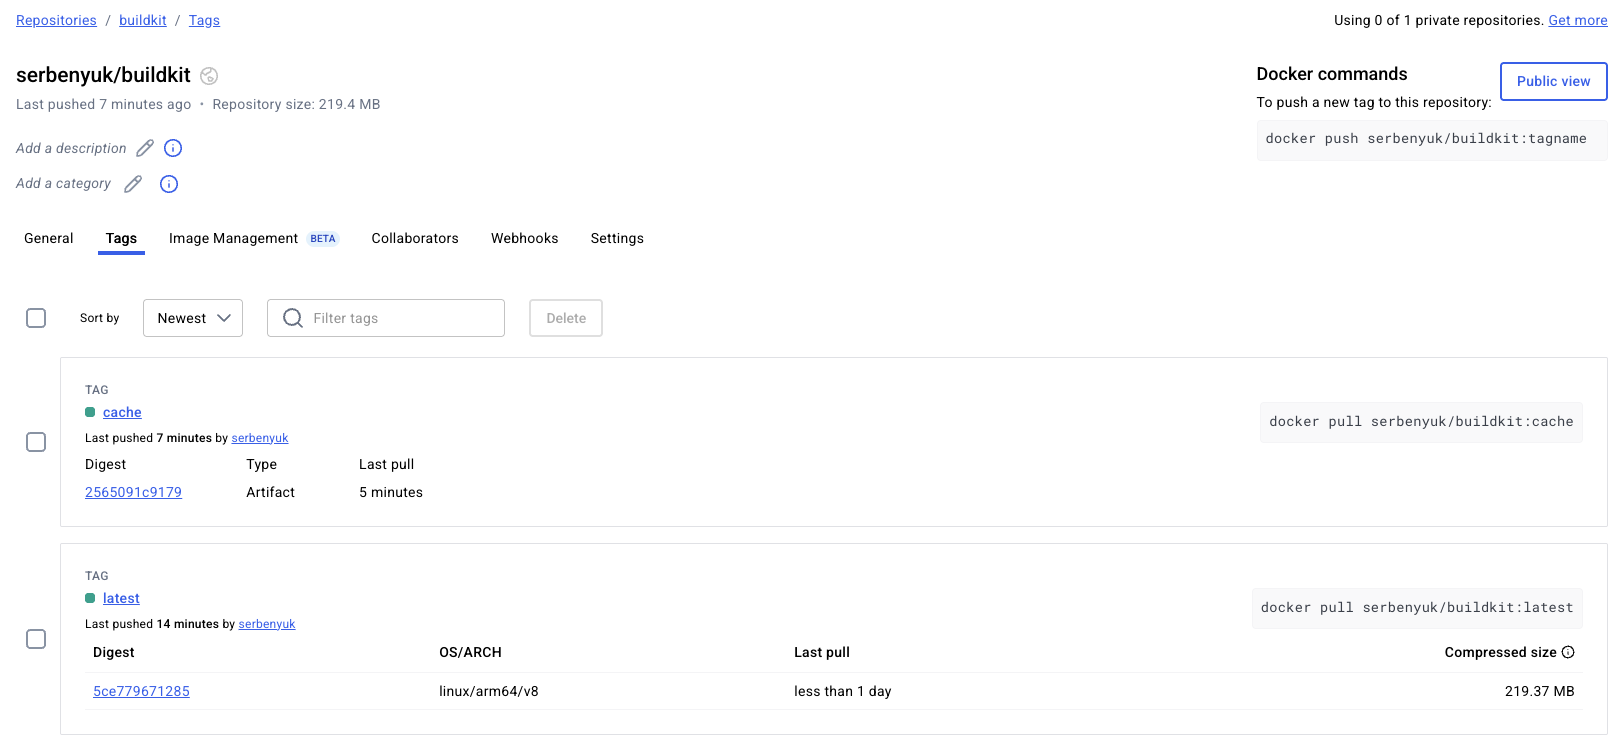 Repositories / buildkit / Tags
Using 0 of 1 private repositories. Get more
serbenyuk/buildkit
Last pushed 7 minutes ago • Repository size: 219.4 MB
Add a description
Add a category
Docker commands
To push a new tag to this repository:
Public view
docker push serbenyuk/buildkit:tagname
General Tags Image Management BETA Collaborators Webhooks Settings
Sort by Newest Filter tags Delete
TAG
cache
Last pushed 7 minutes by serbenyuk
docker pull serbenyuk/buildkit:cache
Digest Type Last pull
2565091c9179 Artifact 5 minutes
TAG
latest
Last pushed 14 minutes by serbenyuk
docker pull serbenyuk/buildkit:latest
Digest OS/ARCH Last pull Compressed size
5ce779671285 linux/arm64/v8 less than 1 day 219.37 MB